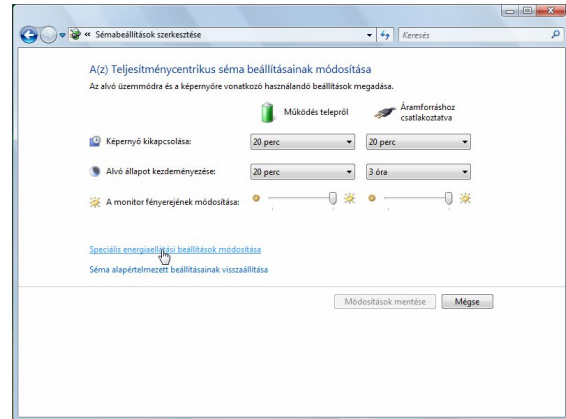 Sémabeállítások szerkesztése
Keresés
A(z) Teljesítménycentrikus séma beállításainak módosítása
Az alvó üzemmódra és a képernyőre vonatkozó használandó beállítások megadása.
Működés telepről
Áramforráshoz
csatlakoztatva
Képernyő kikapcsolása: 20 perc 20 perc
Alvó állapot kezdeményezése: 20 perc 3 óra
A monitor fényerejének módosítása:
Speciális energiaellátási beállítások módosítása
Séma alapértelmezett beállításainak visszaállítása
Módosítások mentése Mégse